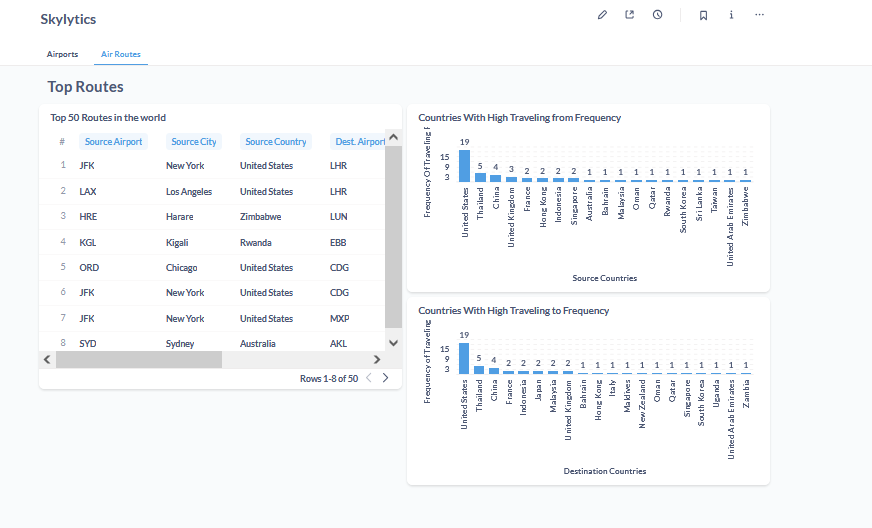 Skylytics
Airports Air Routes
Top Routes
Top 50 Routes in the world
# Source Airport Source City Source Country Dest. Airport
1 JFK New York United States LHR
2 LAX Los Angeles United States LHR
3 HRE Harare Zimbabwe LUN
4 KGL Kigali Rwanda EBB
5 ORD Chicago United States CDG
6 JFK New York United States CDG
7 JFK New York United States MXP
8 SYD Sydney Australia AKL
Rows 1-8 of 50
Countries With High Traveling from Frequency
Frequency Of Traveling F
15
9
3
19 5 4 3 2 2 2 2 1 1 1 1 1 1 1 1 1 1 1
United States
Thailand
China
United Kingdom
France
Hong Kong
Indonesia
Singapore
Australia
Bahrain
Malaysia
Oman
Qatar
Rwanda
South Korea
Sri Lanka
Taiwan
United Arab Emirates
Zimbabwe
Source Countries
Countries With High Traveling to Frequency
Frequency of Traveling
15
9
3
19 5 4 2 2 2 2 2 1 1 1 1 1 1 1 1 1 1 1 1
United States
Thailand
China
France
Indonesia
Japan
Malaysia
United Kingdom
Bahrain
Hong Kong
Italy
Maldives
New Zealand
Oman
Qatar
Singapore
South Korea
Uganda
United Arab Emirates
Zambia
Destination Countries